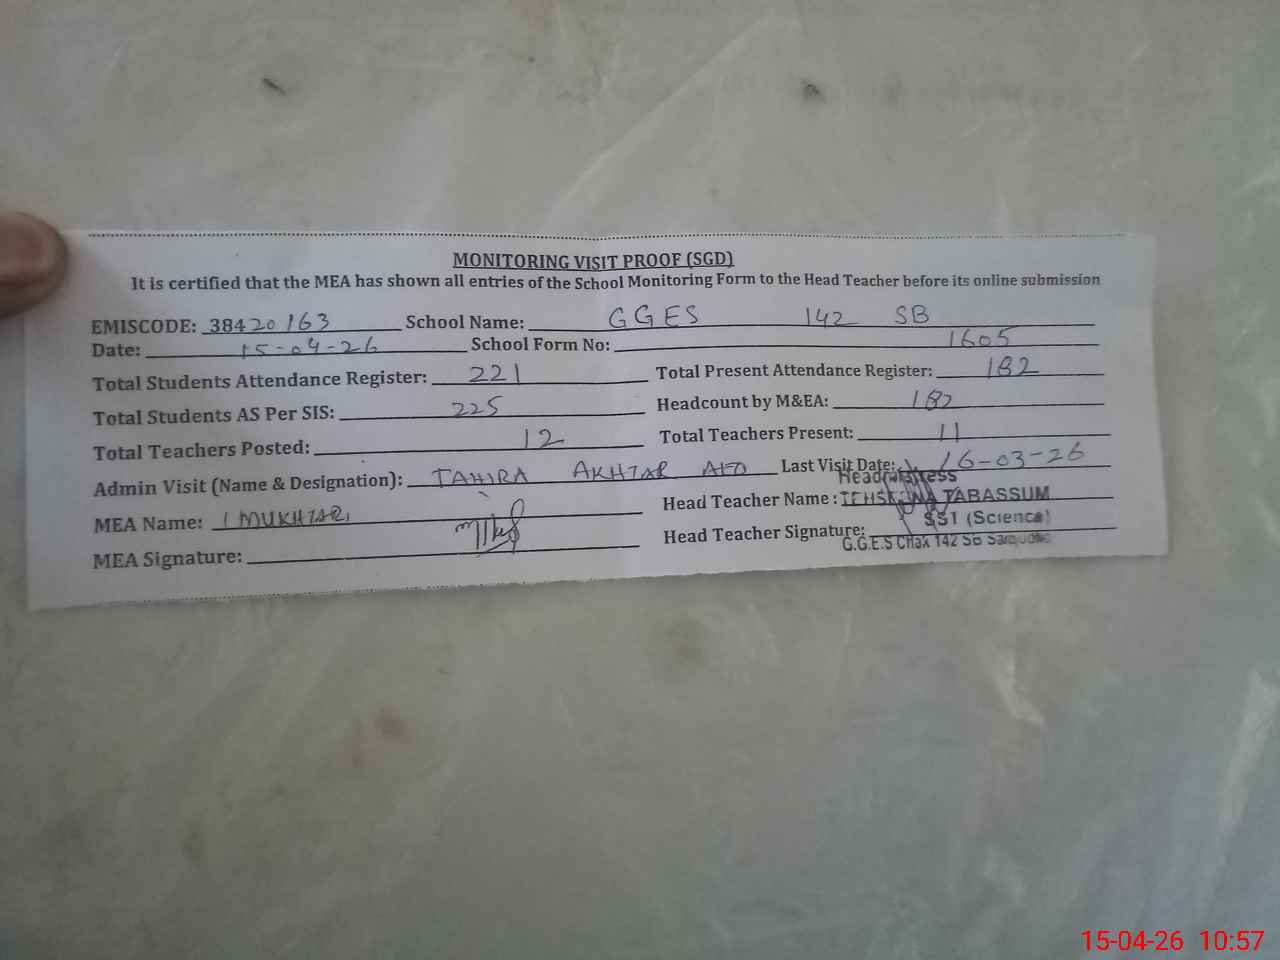 MONITORING VISIT PROOF (SGD)
It is certified that the MEA has shown all entries of the School Monitoring Form to the Head Teacher before its online submission
EMISCODE: 38420163 School Name: GGES 142 SB
Date: 15-04-26 School Form No: 1605
Total Students Attendance Register: 221 Total Present Attendance Register: 182
Total Students AS Per SIS: 225 Headcount by M&EA: 182
Total Teachers Posted: 12 Total Teachers Present: 11
Admin Visit (Name & Designation): TAHIRA AKHTAR AEO Last Visit Date: 16-03-26
Headmistress
MEA Name: MUKHTAR Head Teacher Name: TABASSUM
SST (Science)
MEA Signature: Head Teacher Signature:
G.G.E.S Chak 142 SB Sargodha
15-04-26 10:57